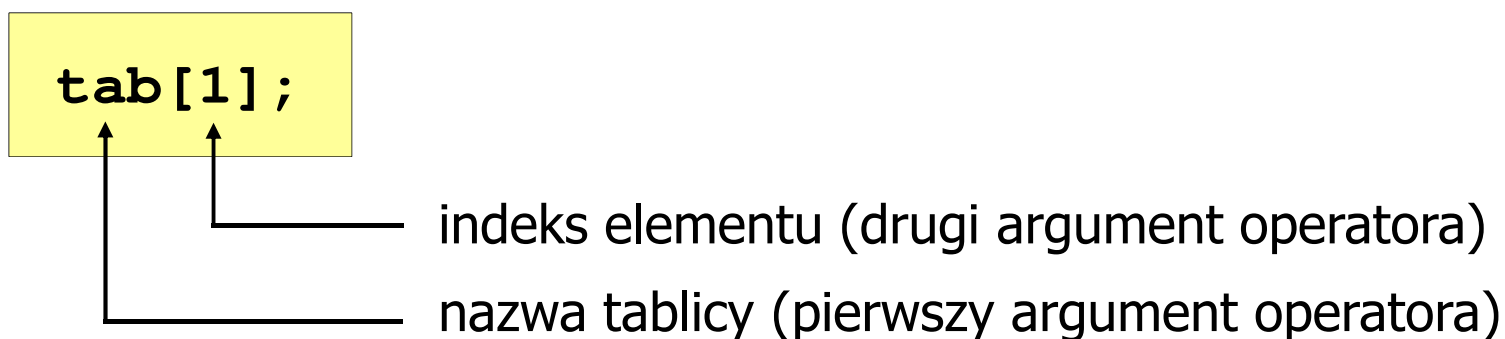 tab[1];
indeks elementu (drugi argument operatora)
nazwa tablicy (pierwszy argument operatora)